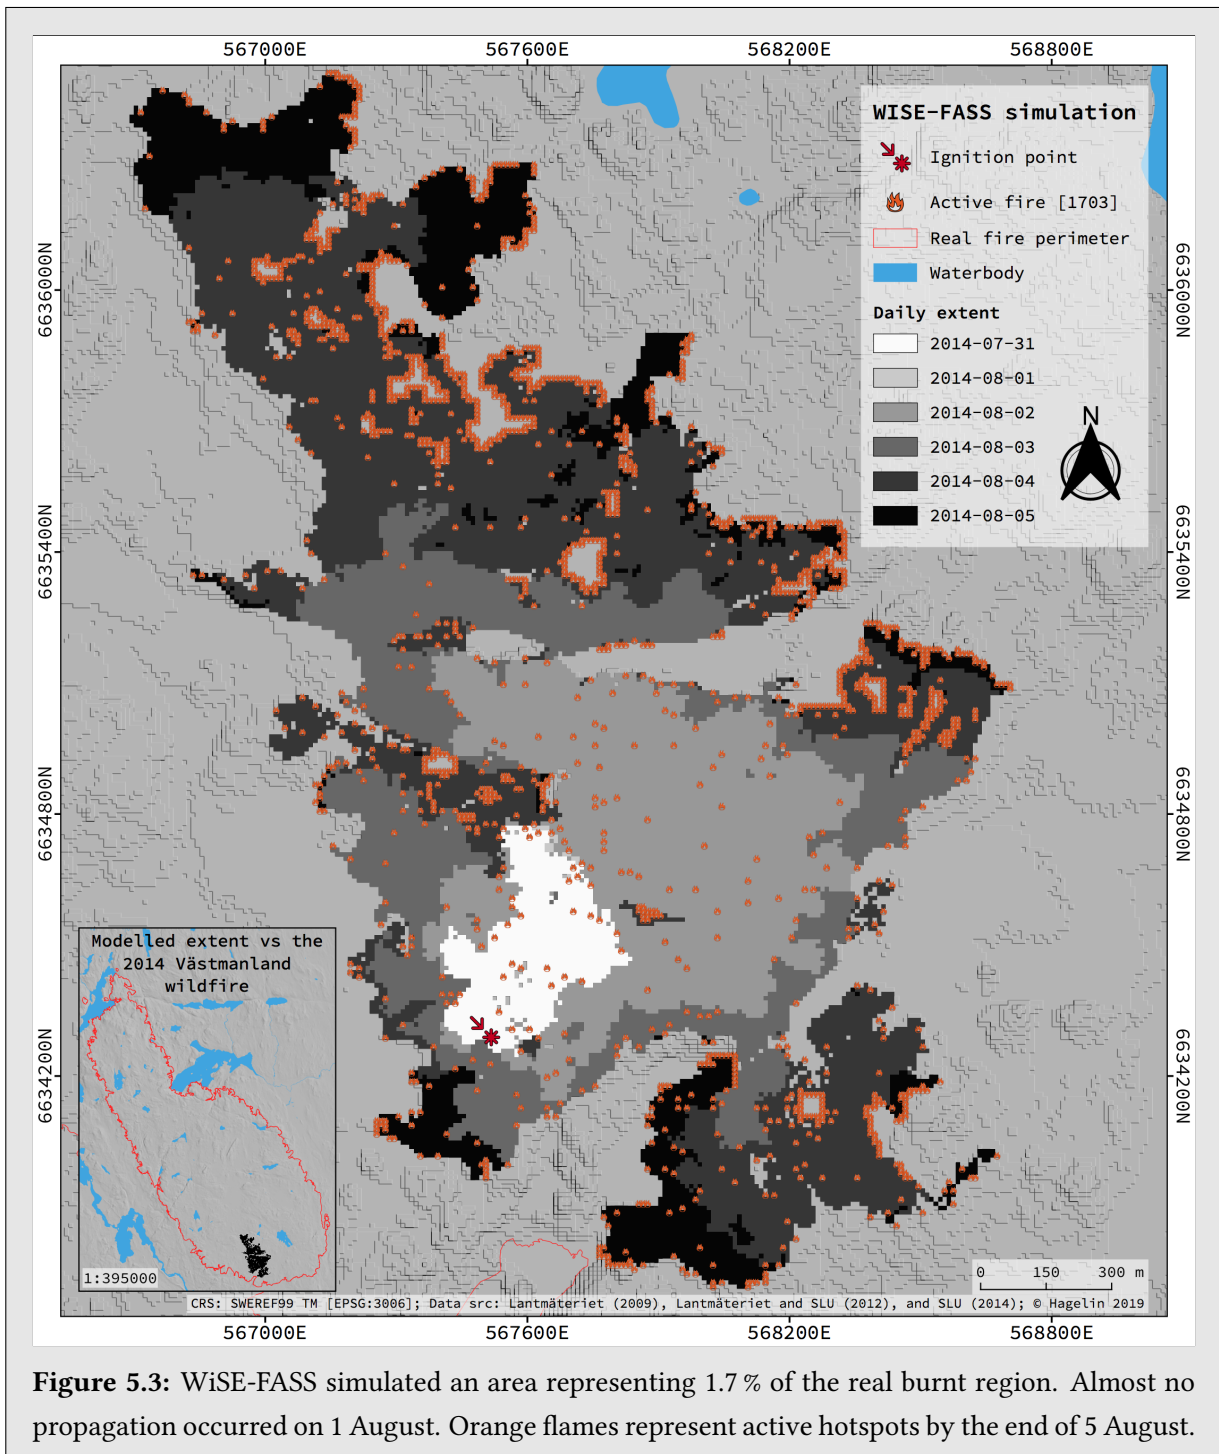 567000E 567600E 568200E 568800E
WISE-FASS simulation
Ignition point
Active fire [1703]
Real fire perimeter
Waterbody
Daily extent
2014-07-31
2014-08-01
2014-08-02
2014-08-03
2014-08-04
2014-08-05
N
6636000N
6636000N
6635400N
6635400N
6634800N
6634800N
6634200N
6634200N
Modelled extent vs the
2014 Västmanland
wildfire
1:395000
0 150 300 m
CRS: SWEREF99 TM [EPSG:3006]; Data src: Lantmäteriet (2009), Lantmäteriet and SLU (2012), and SLU (2014); © Hagelin 2019
567000E 567600E 568200E 568800E
Figure 5.3: WiSE-FASS simulated an area representing 1.7 % of the real burnt region. Almost no
propagation occurred on 1 August. Orange flames represent active hotspots by the end of 5 August.